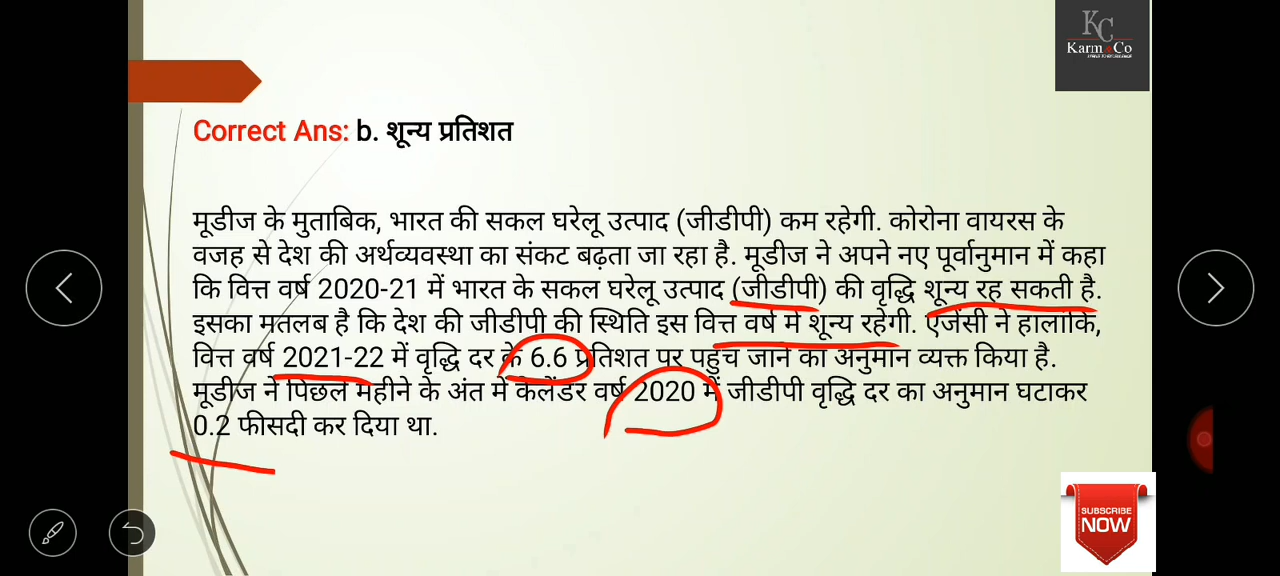 KC
Karm Co
Correct Ans: b. शून्य प्रतिशत
मूडीज के मुताबिक, भारत की सकल घरेलू उत्पाद (जीडीपी) कम रहेगी. कोरोना वायरस के
वजह से देश की अर्थव्यवस्था का संकट बढ़ता जा रहा है. मूडीज ने अपने नए पूर्वानुमान में कहा
कि वित्त वर्ष 2020-21 में भारत के सकल घरेलू उत्पाद (जीडीपी) की वृद्धि शून्य रह सकती है.
इसका मतलब है कि देश की जीडीपी की स्थिति इस वित्त वर्ष में शून्य रहेगी. एजेंसी ने हालांकि,
वित्त वर्ष 2021-22 में वृद्धि दर के 6.6 प्रतिशत पर पहुंच जाने का अनुमान व्यक्त किया है.
मूडीज ने पिछले महीने के अंत में कैलेंडर वर्ष 2020 में जीडीपी वृद्धि दर का अनुमान घटाकर
0.2 फीसदी कर दिया था.
SUBSCRIBE
NOW